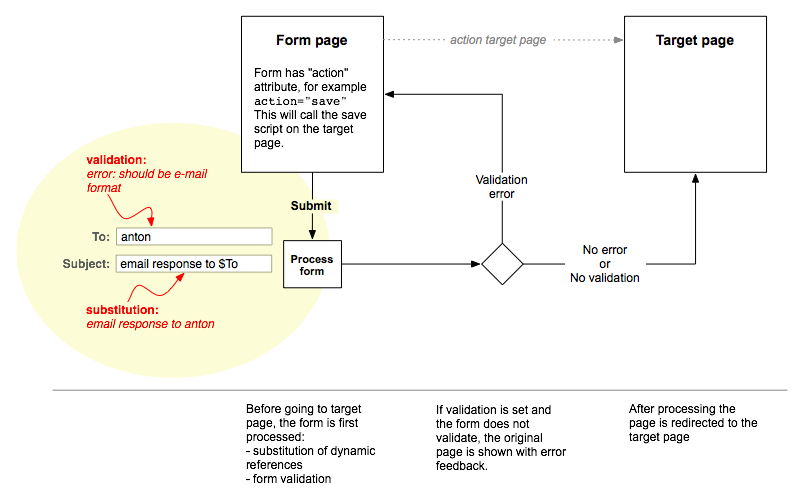 Form page
action target page
Target page
Form has "action"
attribute, for example
action="save"
This will call the save
script on the target
page.
validation:
error: should be e-mail
format
Submit
Validation
error
To:
anton
Subject:
email response to $To
Process
form
No error
or
No validation
substitution:
email response to anton
Before going to target
page, the form is first
processed:
- substitution of dynamic
references
- form validation
If validation is set and
the form does not
validate, the original
page is shown with error
feedback.
After processing the
page is redirected to the
target page